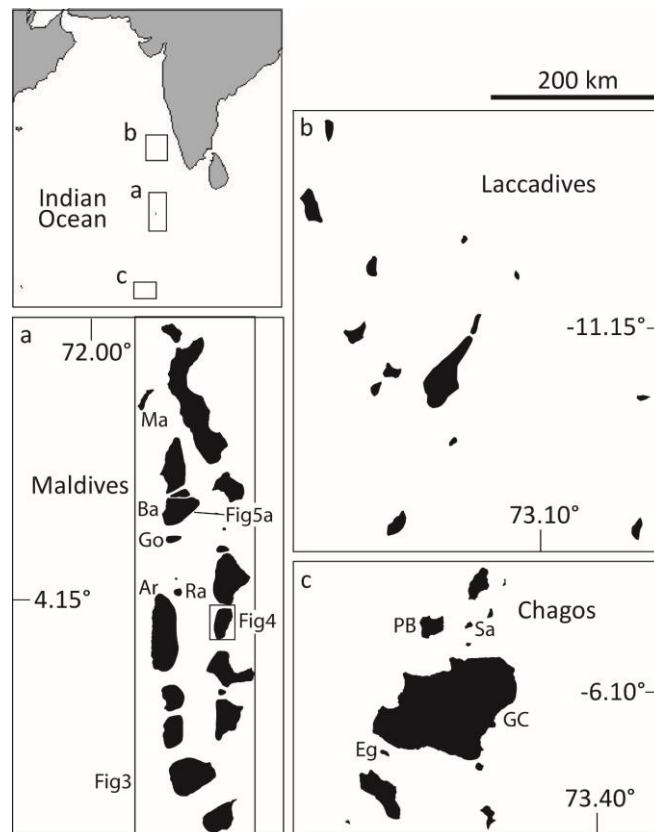 200 km
b
a
c
Indian
Ocean
b
Laccadives
-11.15°
73.10°
a
72.00°
Ma
Maldives
Ba
Fig5a
Go
Ar
Ra
4.15°
Fig4
Fig3
c
Chagos
PB
Sa
-6.10°
GC
Eg
73.40°